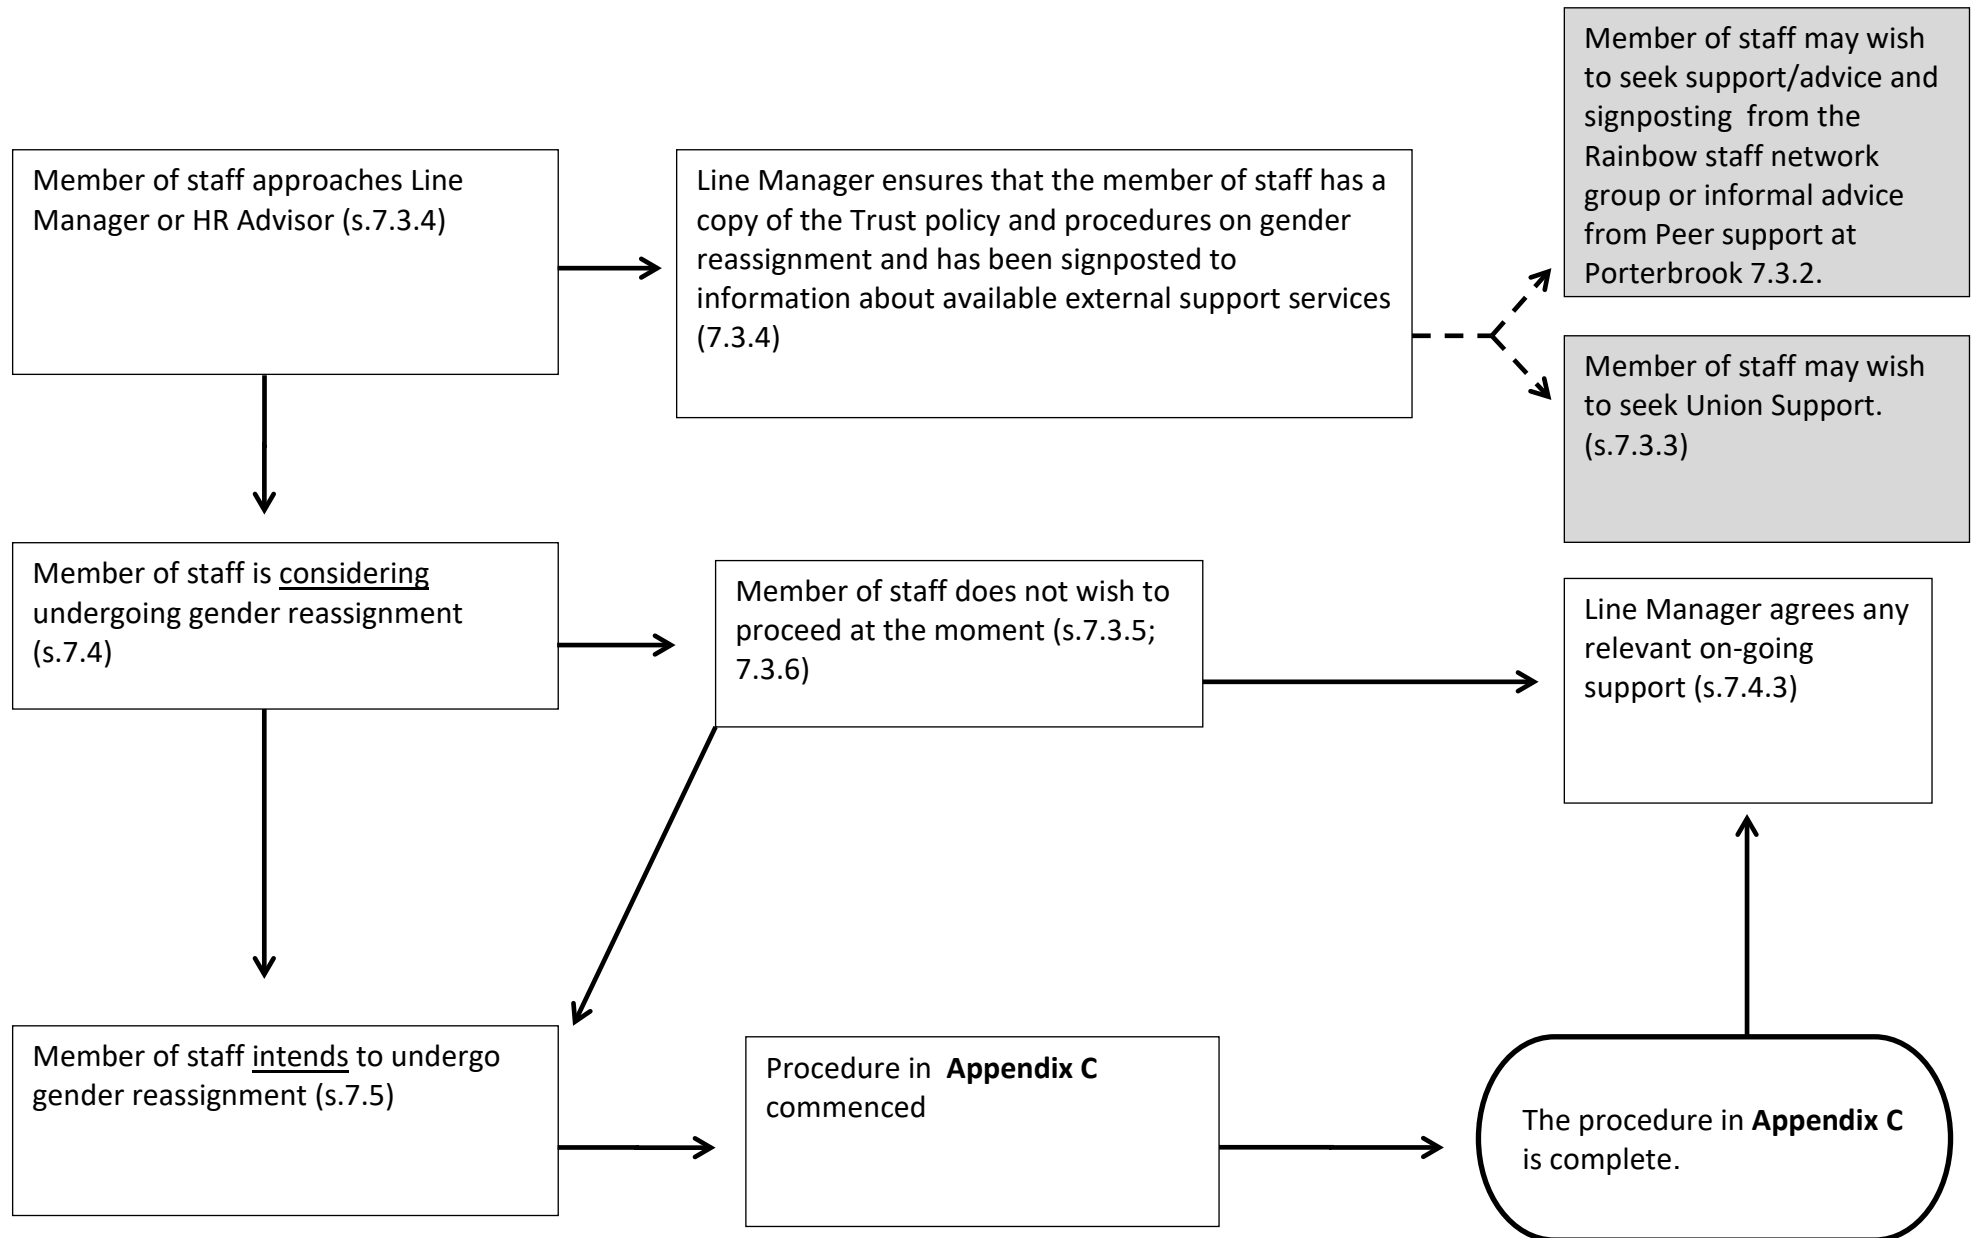 Member of staff approaches Line
Manager or HR Advisor (s.7.3.4)
Line Manager ensures that the member of staff has a
copy of the Trust policy and procedures on gender
reassignment and has been signposted to
information about available external support services
(7.3.4)
Member of staff may wish
to seek support/advice and
signposting  from the
Rainbow staff network
group or informal advice
from Peer support at
Porterbrook 7.3.2.
Member of staff may wish
to seek Union Support.
(s.7.3.3)
Member of staff is considering
undergoing gender reassignment
(s.7.4)
Member of staff does not wish to
proceed at the moment (s.7.3.5;
7.3.6)
Line Manager agrees any
relevant on-going
support (s.7.4.3)
Member of staff intends to undergo
gender reassignment (s.7.5)
Procedure in  Appendix C
commenced
The procedure in Appendix C
is complete.